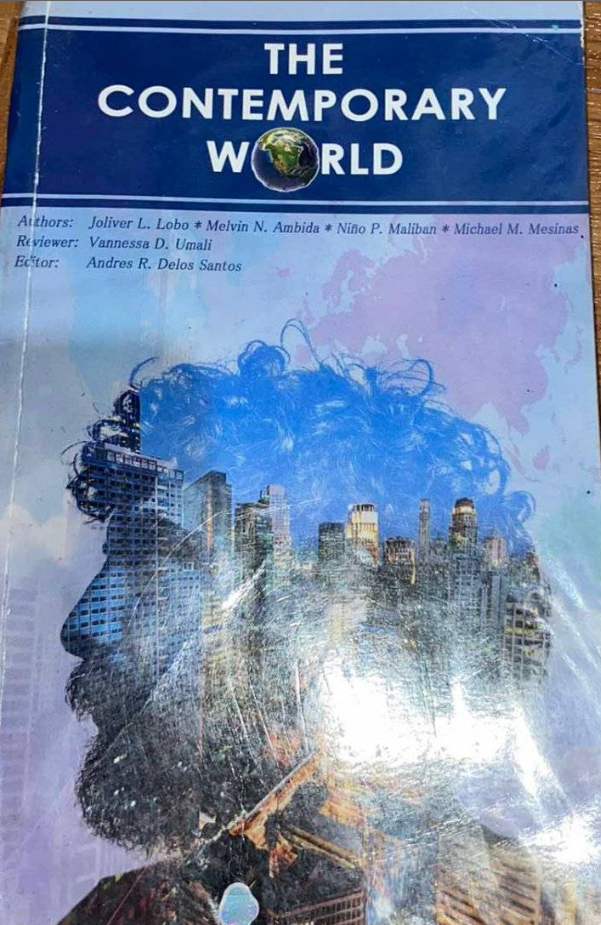 THE
CONTEMPORARY
WORLD
Authors: Joliver L. Lobo * Melvin N. Ambida * Niño P. Maliban * Michael M. Mesinas
Reviewer: Vannessa D. Umali
Editor: Andres R. Delos Santos